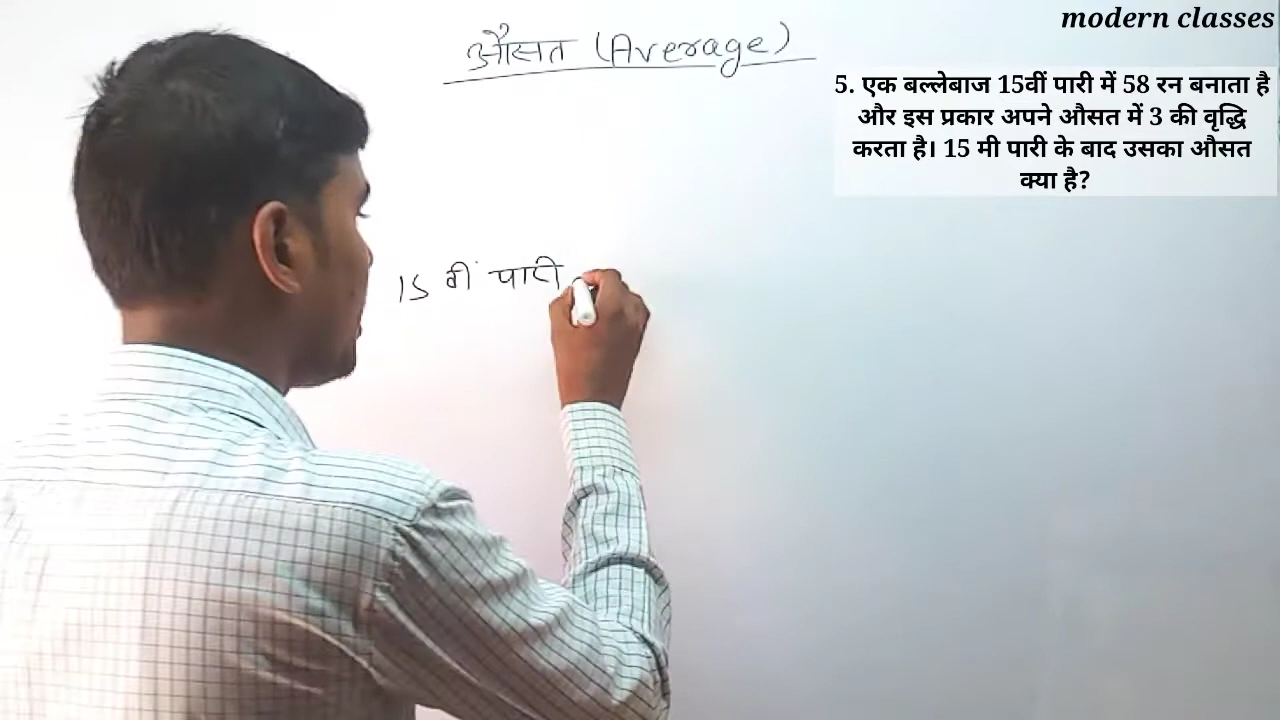 modern classes
औसत (Average)
5. एक बल्लेबाज 15वीं पारी में 58 रन बनाता है
और इस प्रकार अपने औसत में 3 की वृद्धि
करता है। 15 मी पारी के बाद उसका औसत
क्या है?
15 वीं पारी